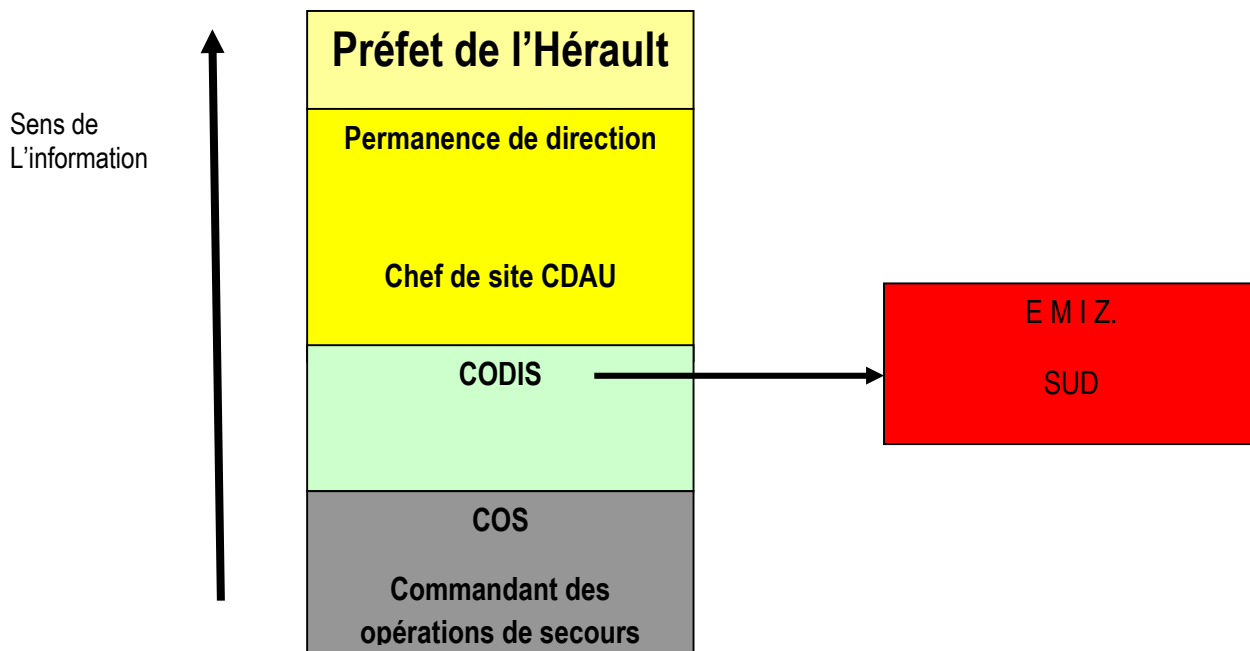 Préfet de l'Hérault
Sens de
L'information
Permanence de direction
Chef de site CDAU
CODIS
E M I Z.
SUD
COS
Commandant des
opérations de secours